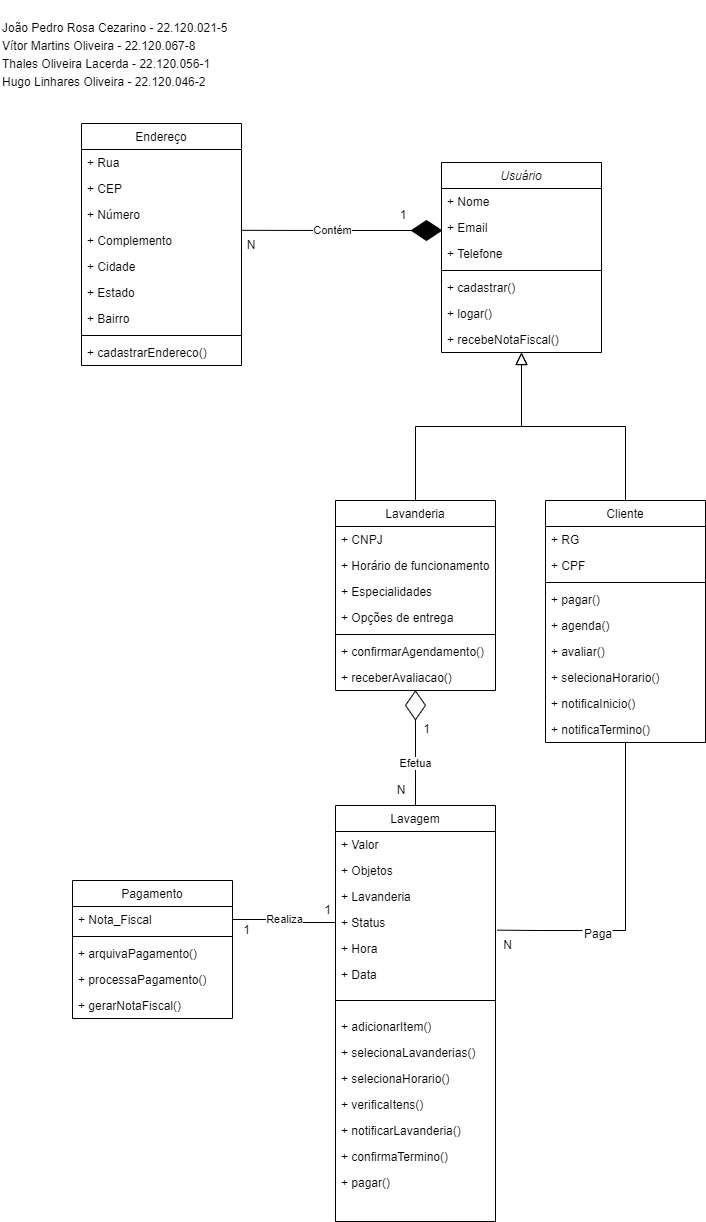 João Pedro Rosa Cezarino - 22.120.021-5
Vítor Martins Oliveira - 22.120.067-8
Thales Oliveira Lacerda - 22.120.056-1
Hugo Linhares Oliveira - 22.120.046-2
Endereço
+ Rua
+ CEP
+ Número
+ Complemento
+ Cidade
+ Estado
+ Bairro
+ cadastrarEndereco()
N
Contém
1
Usuário
+ Nome
+ Email
+ Telefone
+ cadastrar()
+ logar()
+ recebeNotaFiscal()
Lavanderia
+ CNPJ
+ Horário de funcionamento
+ Especialidades
+ Opções de entrega
+ confirmarAgendamento()
+ receberAvaliacao()
Cliente
+ RG
+ CPF
+ pagar()
+ agenda()
+ avaliar()
+ selecionaHorario()
+ notificaInicio()
+ notificaTermino()
1
Efetua
N
Lavagem
+ Valor
+ Objetos
+ Lavanderia
+ Status
+ Hora
+ Data
+ adicionarItem()
+ selecionaLavanderias()
+ selecionaHorario()
+ verificaItens()
+ notificarLavanderia()
+ confirmaTermino()
+ pagar()
Pagamento
+ Nota_Fiscal
+ arquivaPagamento()
+ processaPagamento()
+ gerarNotaFiscal()
1
Realiza
1
Paga
N